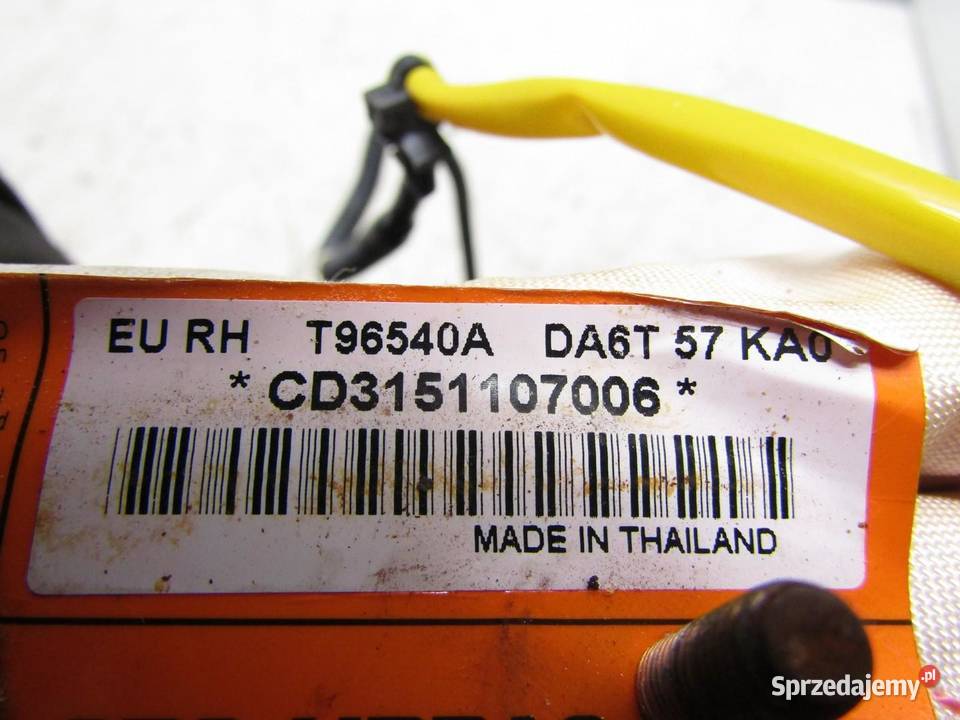 EU RH T96540A DA6T 57 KA0
* CD3151107006 *
MADE IN THAILAND
Sprzedajemy.pl